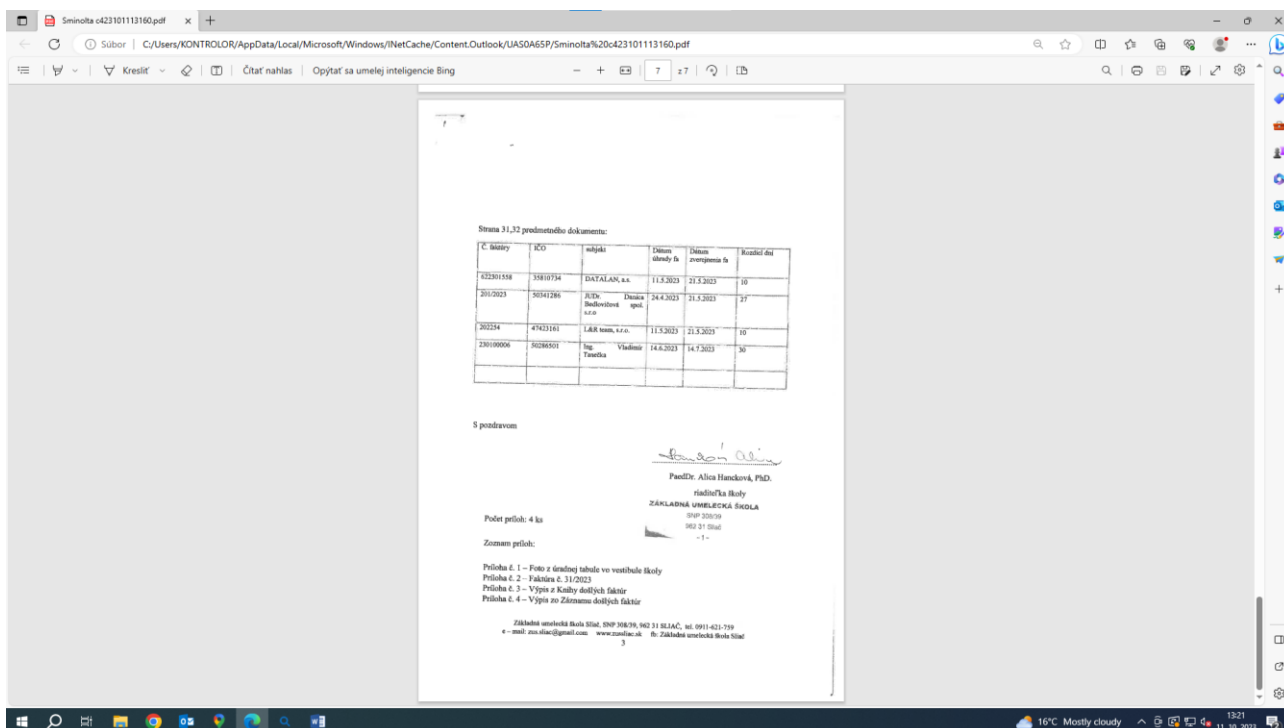 Sminolta c423101113160.pdf
Súbor | C:/Users/KONTROLOR/AppData/Local/Microsoft/Windows/INetCache/Content.Outlook/UAS0A65P/Sminolta%20c423101113160.pdf
Kresliť Čítať nahlas Opýtať sa umelej inteligencie Bing 7 z 7
Strana 31,32 predmetného dokumentu:
Č. faktúry IČO subjekt Dátum úhrady fa Dátum zverejnenia fa Rozdiel dní
622301558 35810734 DATALAN, a.s. 11.5.2023 21.5.2023 10
201/2023 50341286 JUDr. Danica Bedlovičová spol. s.r.o 24.4.2023 21.5.2023 27
202254 47423161 L&R team, s.r.o. 11.5.2023 21.5.2023 10
230100006 50286501 Ing. Vladimír Tanečka 14.6.2023 14.7.2023 30
S pozdravom
PaedDr. Alica Hancková, PhD.
riaditeľka školy
ZÁKLADNÁ UMELECKÁ ŠKOLA
SNP 308/39
962 31 Sliač
- 1 -
Počet príloh: 4 ks
Zoznam príloh:
Príloha č. 1 – Foto z úradnej tabule vo vestibule školy
Príloha č. 2 – Faktúra č. 31/2023
Príloha č. 3 – Výpis z Knihy došlých faktúr
Príloha č. 4 – Výpis zo Záznamu došlých faktúr
Základná umelecká škola Sliač, SNP 308/39, 962 31 SLIAČ, tel. 0911-621-759
e – mail: zus.sliac@gmail.com www.zussliac.sk fb: Základná umelecká škola Sliač
3
16°C Mostly cloudy 13:21
11. 10. 2023